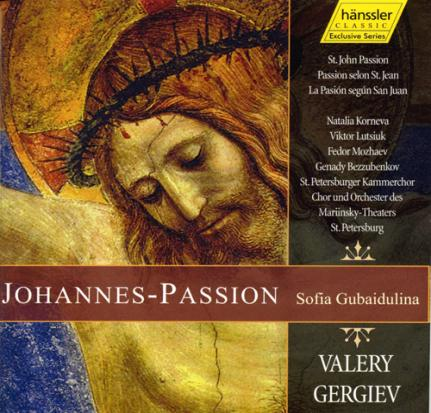 hänssler
CLASSIC
Exclusive Series
St. John Passion
Passion selon St. Jean
La Pasión según San Juan
Natalia Korneva
Viktor Lutsiuk
Fedor Mozhaev
Genady Bezzubenkov
St. Petersburger Kammerchor
Chor und Orchester des
Mariinsky-Theaters
St. Petersburg
JOHANNES-PASSION Sofia Gubaidulina
VALERY
GERGIEV